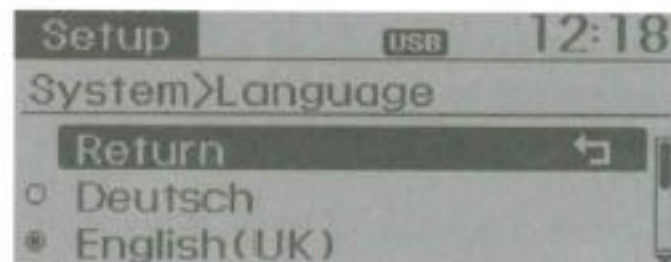 Setup USB 12:18
System>Language
Return
Deutsch
English(UK)